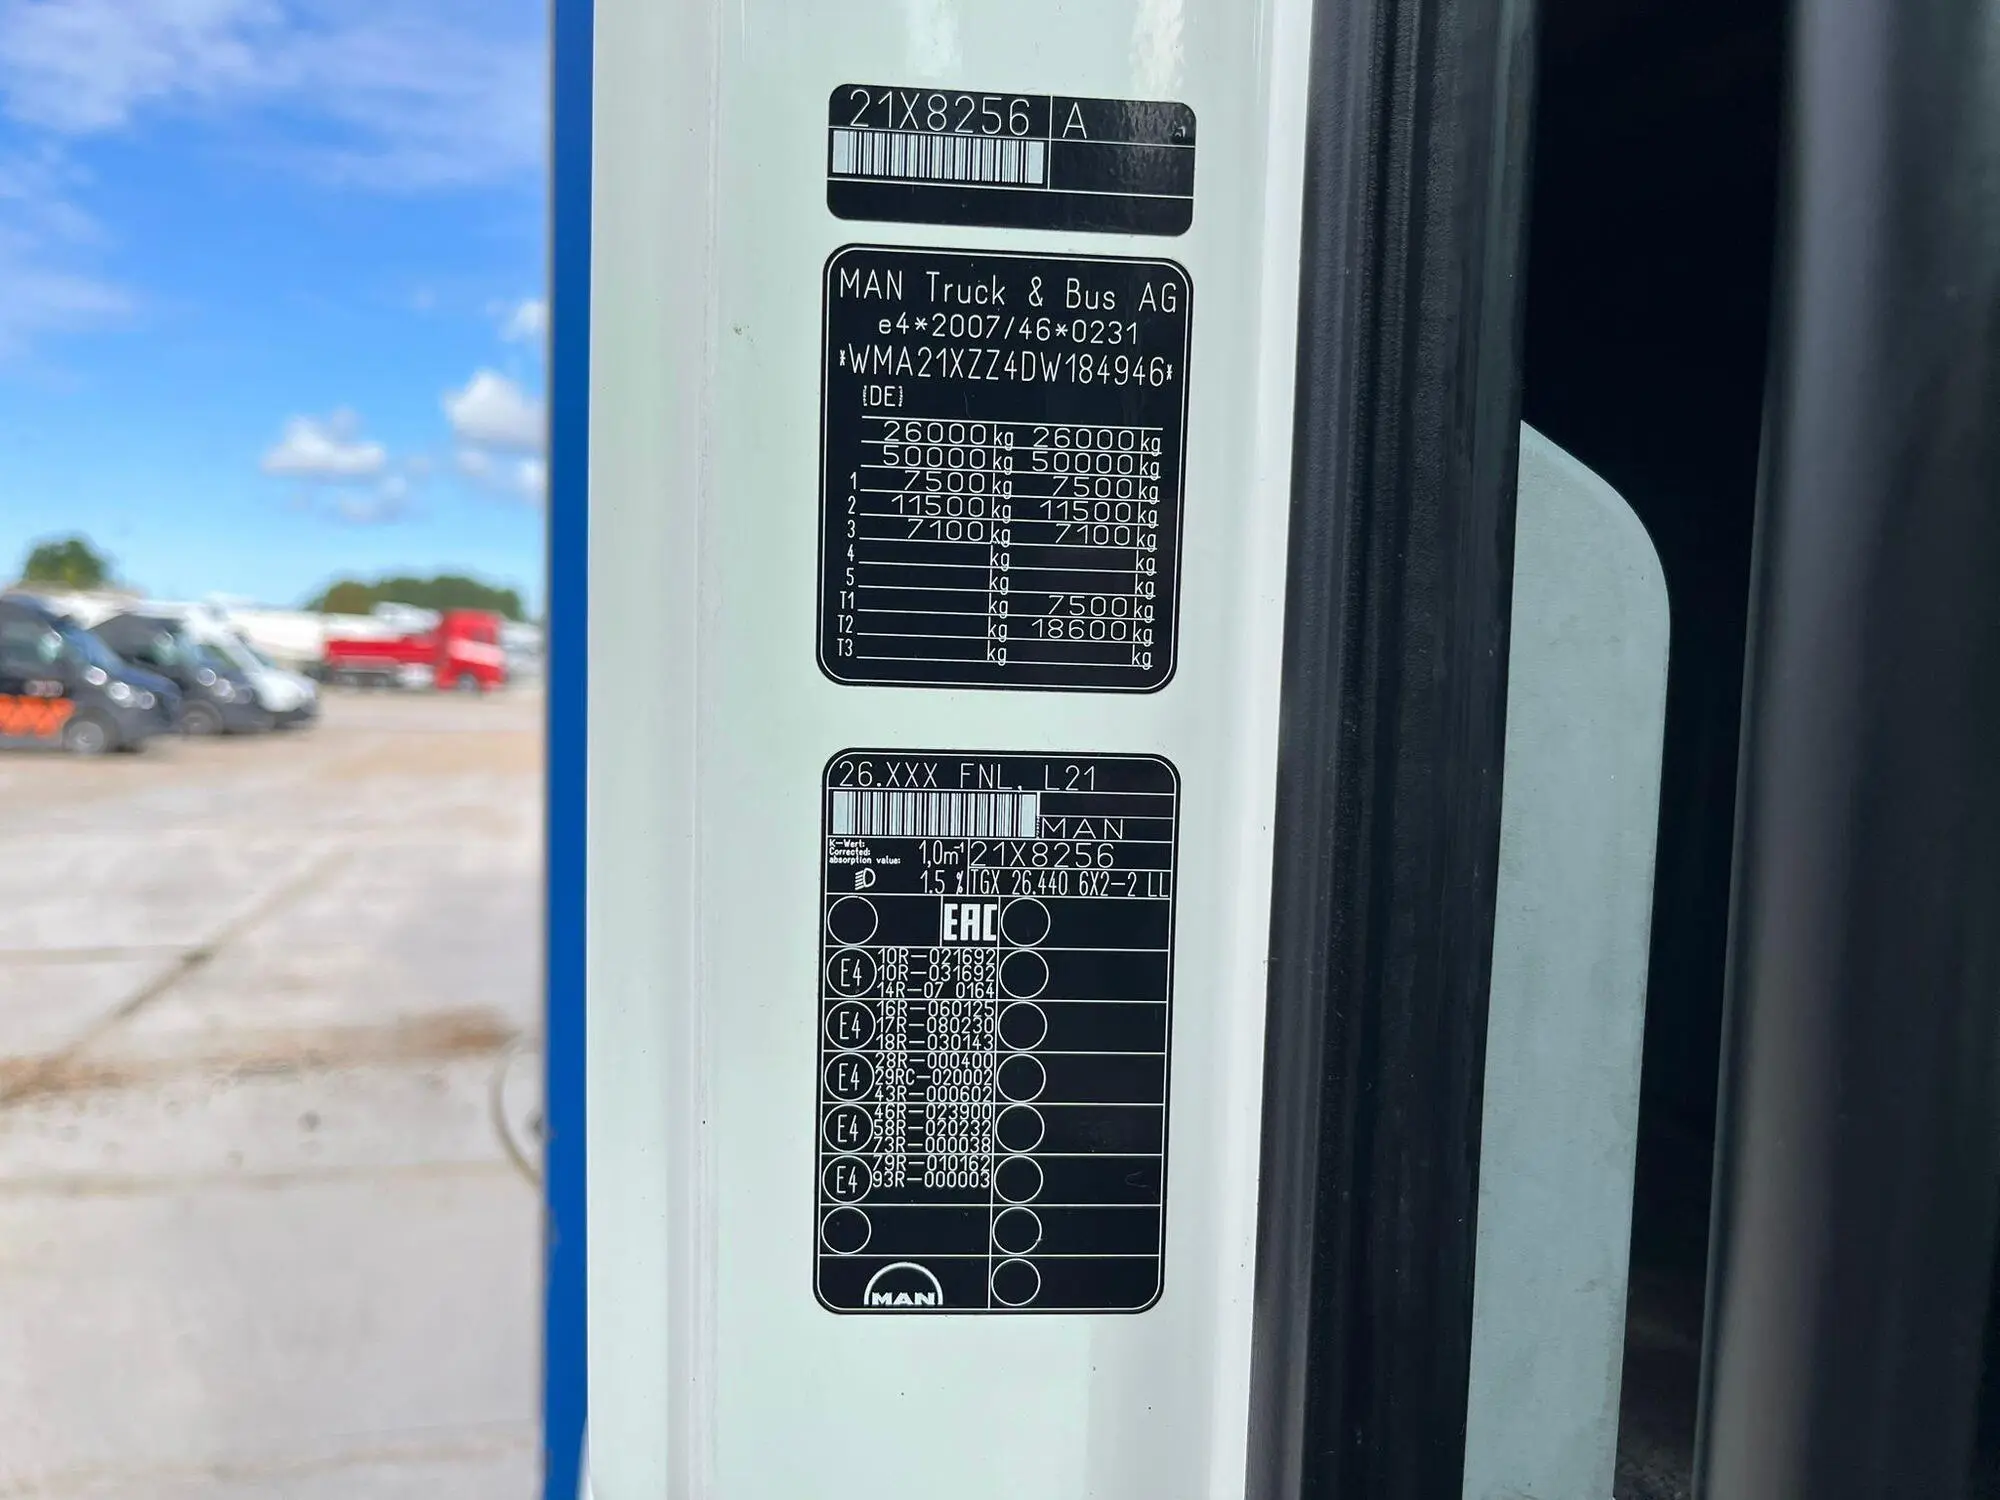 21X8256 A
MAN Truck & Bus AG
e4*2007/46*0231
*WMA21XZZ4DW184946*
[DE]
26000 kg 26000 kg
50000 kg 50000 kg
1 7500 kg 7500 kg
2 11500 kg 11500 kg
3 7100 kg 7100 kg
4 kg kg
5 kg kg
T1 kg 7500 kg
T2 kg 18600 kg
T3 kg kg
26.XXX FNL, L21
MAN
K-Wert:
Corrected:
absorption value: 1,0m⁻¹ 21X8256
1.5 % TGX 26.440 6X2-2 LL
EAC
E4 10R-021692
10R-031692
14R-07 0164
E4 16R-060125
17R-080230
18R-030143
E4 28R-000400
29RC-020002
43R-000602
E4 46R-023900
58R-020232
73R-000038
E4 79R-010162
93R-000003
MAN